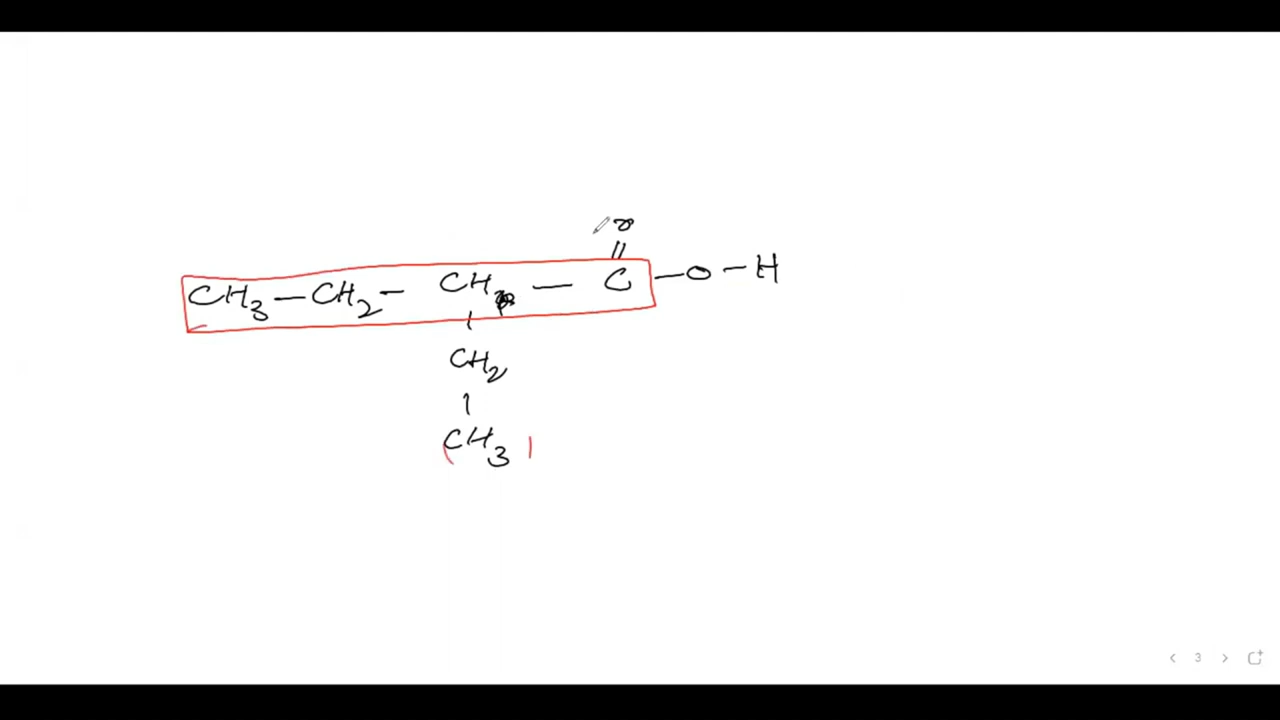 O
||
CH3 — CH2 — CH — C — O — H
|
CH2
|
CH3
3